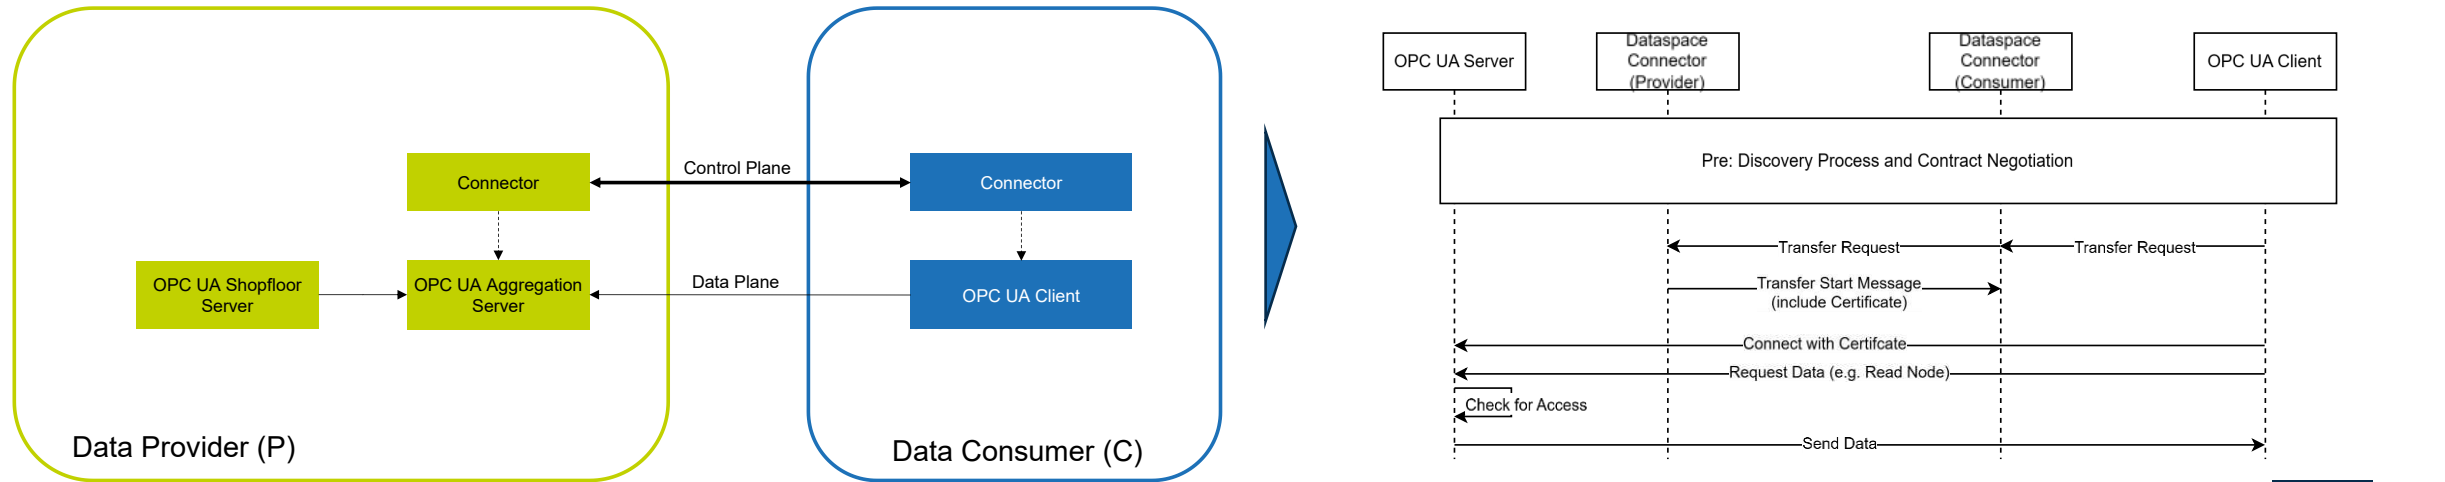 Control Plane
Connector
Connector
Data Plane
OPC UA Shopfloor
Server
OPC UA Aggregation
Server
OPC UA Client
Data Provider (P)
Data Consumer (C)
OPC UA Server
Dataspace
Connector
(Provider)
Dataspace
Connector
(Consumer)
OPC UA Client
Pre: Discovery Process and Contract Negotiation
Transfer Request
Transfer Request
Transfer Start Message
(include Certificate)
Connect with Certifcate
Request Data (e.g. Read Node)
Check for Access
Send Data